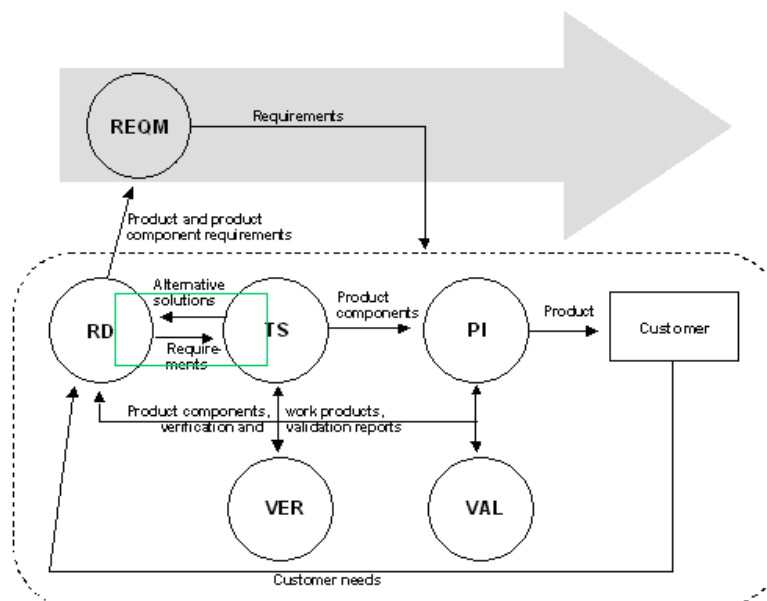 REQM
Requirements
Product and product
component requirements
Alternative
solutions
RD
TS
Require-
ments
Product
components
PI
Product
Customer
Product components, work products,
verification and validation reports
VER
VAL
Customer needs